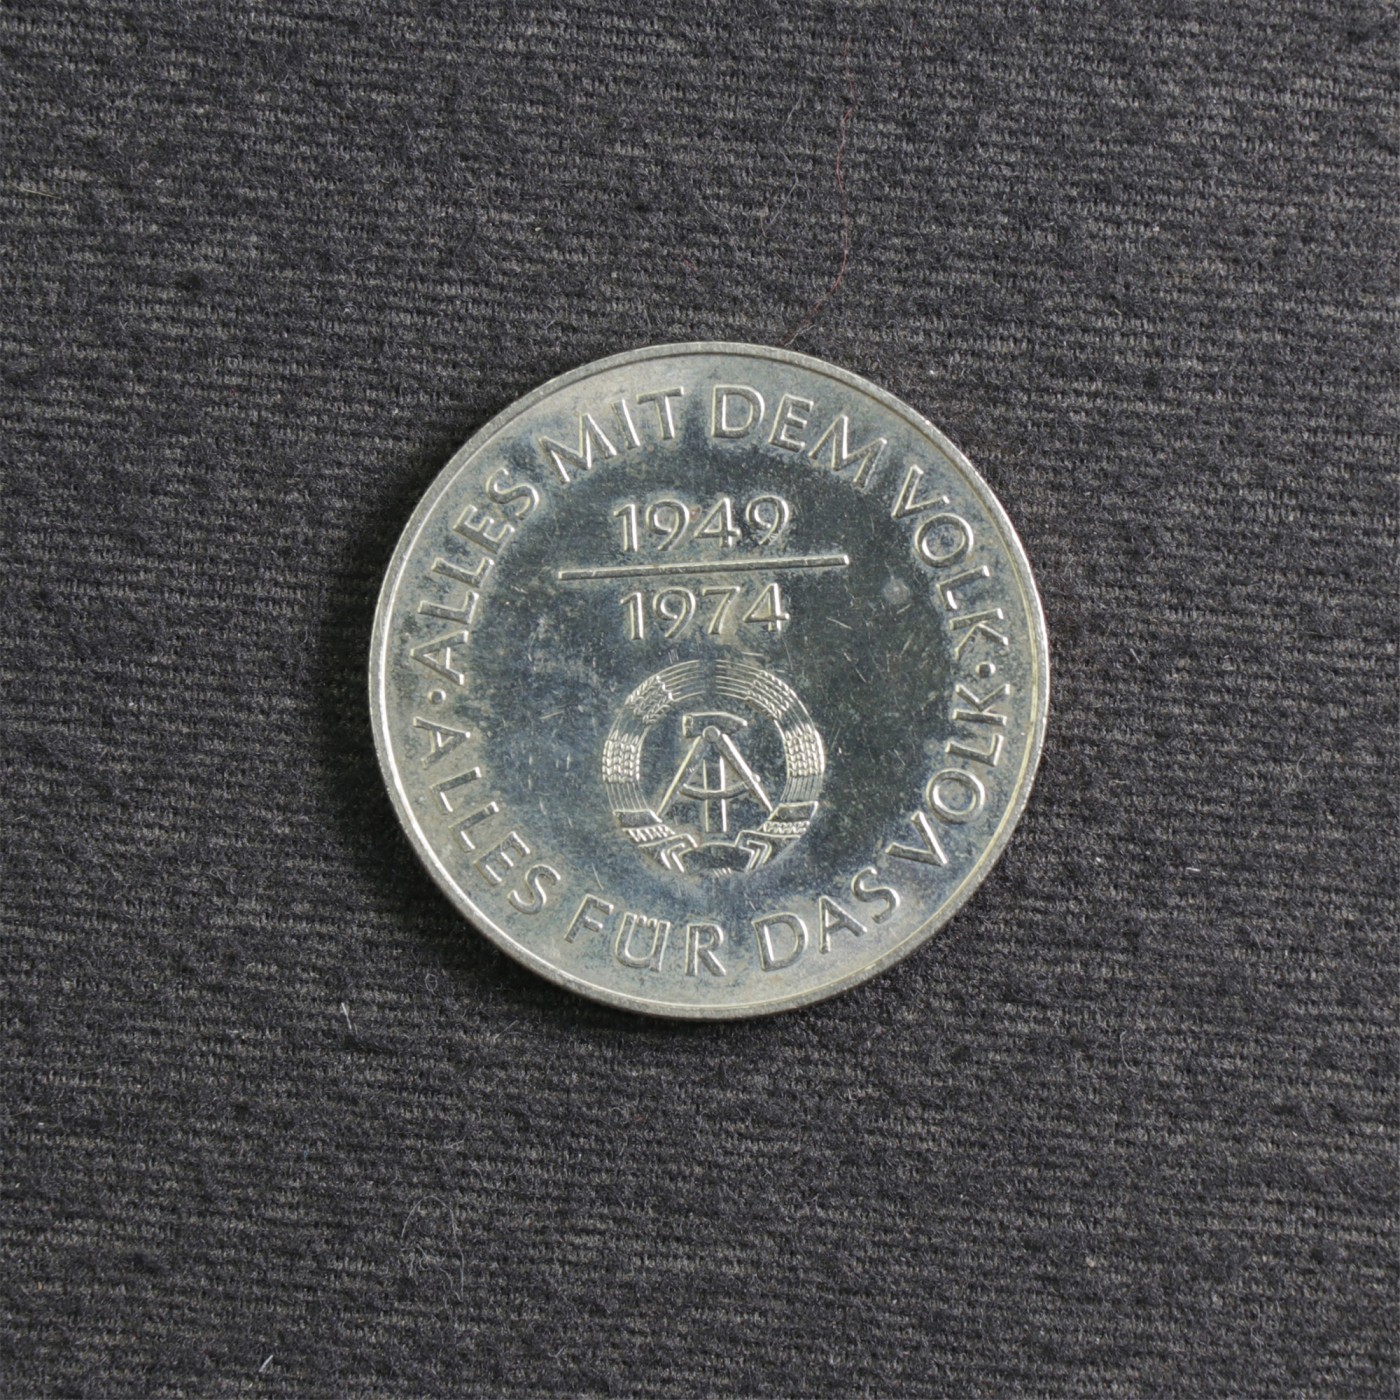 ALLES MIT DEM VOLK
1949
1974
ALLES FÜR DAS VOLK